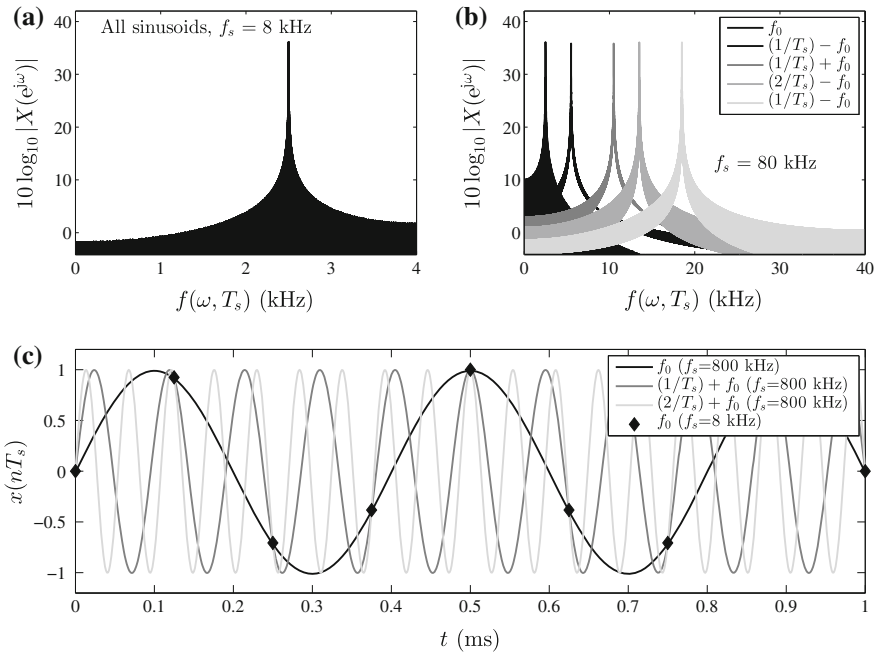 (a)
All sinusoids, f_s = 8 kHz
10 log_10 |X(e^{jω})|
40
30
20
10
0
0 1 2 3 4
f(ω, T_s) (kHz)
(b)
f_0
(1/T_s) − f_0
(1/T_s) + f_0
(2/T_s) − f_0
(1/T_s) − f_0
f_s = 80 kHz
10 log_10 |X(e^{jω})|
40
30
20
10
0
0 10 20 30 40
f(ω, T_s) (kHz)
(c)
f_0 (f_s=800 kHz)
(1/T_s) + f_0 (f_s=800 kHz)
(2/T_s) + f_0 (f_s=800 kHz)
f_0 (f_s=8 kHz)
x(nT_s)
1
0.5
0
−0.5
−1
0 0.1 0.2 0.3 0.4 0.5 0.6 0.7 0.8 0.9 1
t (ms)